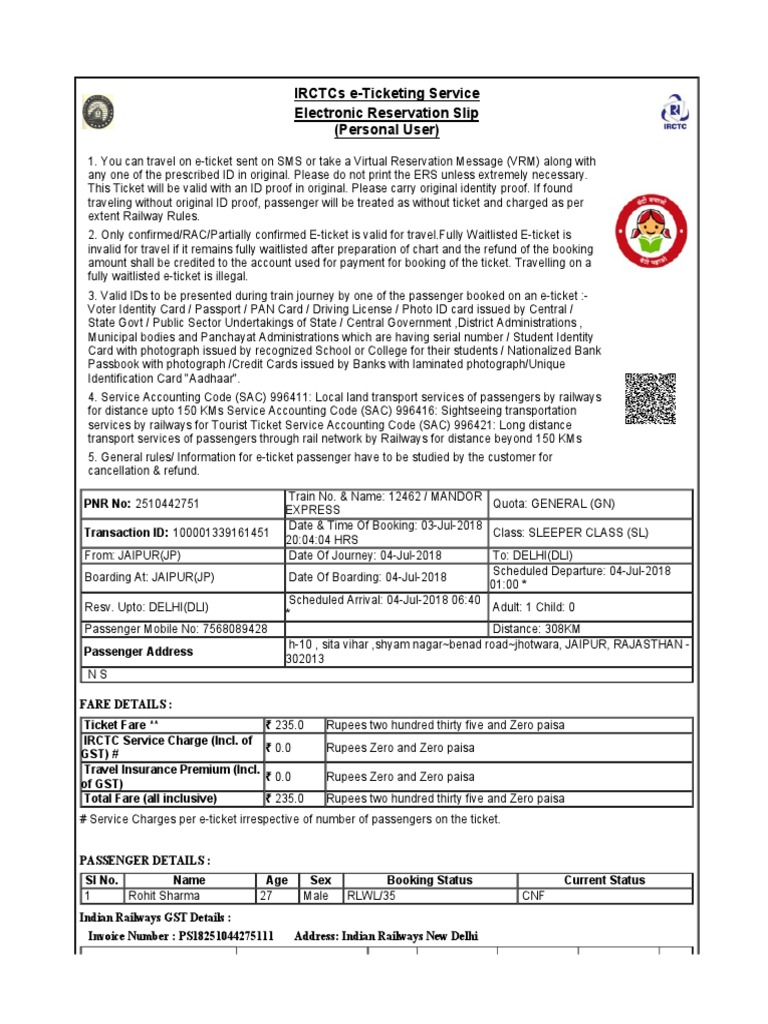 IRCTCs e-Ticketing Service
Electronic Reservation Slip
(Personal User)
IRCTC
1. You can travel on e-ticket sent on SMS or take a Virtual Reservation Message (VRM) along with
any one of the prescribed ID in original. Please do not print the ERS unless extremely necessary.
This Ticket will be valid with an ID proof in original. Please carry original identity proof. If found
traveling without original ID proof, passenger will be treated as without ticket and charged as per
extent Railway Rules.
2. Only confirmed/RAC/Partially confirmed E-ticket is valid for travel.Fully Waitlisted E-ticket is
invalid for travel if it remains fully waitlisted after preparation of chart and the refund of the booking
amount shall be credited to the account used for payment for booking of the ticket. Travelling on a
fully waitlisted e-ticket is illegal.
3. Valid IDs to be presented during train journey by one of the passenger booked on an e-ticket :-
Voter Identity Card / Passport / PAN Card / Driving License / Photo ID card issued by Central /
State Govt / Public Sector Undertakings of State / Central Government ,District Administrations ,
Municipal bodies and Panchayat Administrations which are having serial number / Student Identity
Card with photograph issued by recognized School or College for their students / Nationalized Bank
Passbook with photograph /Credit Cards issued by Banks with laminated photograph/Unique
Identification Card "Aadhaar".
4. Service Accounting Code (SAC) 996411: Local land transport services of passengers by railways
for distance upto 150 KMs Service Accounting Code (SAC) 996416: Sightseeing transportation
services by railways for Tourist Ticket Service Accounting Code (SAC) 996421: Long distance
transport services of passengers through rail network by Railways for distance beyond 150 KMs
5. General rules/ Information for e-ticket passenger have to be studied by the customer for
cancellation & refund.
PNR No: 2510442751
Train No. & Name: 12462 / MANDOR
EXPRESS
Quota: GENERAL (GN)
Transaction ID: 100001339161451
Date & Time Of Booking: 03-Jul-2018
20:04:04 HRS
Class: SLEEPER CLASS (SL)
From: JAIPUR(JP)
Date Of Journey: 04-Jul-2018
To: DELHI(DLI)
Boarding At: JAIPUR(JP)
Date Of Boarding: 04-Jul-2018
Scheduled Departure: 04-Jul-2018
01:00 *
Resv. Upto: DELHI(DLI)
Scheduled Arrival: 04-Jul-2018 06:40
*
Adult: 1 Child: 0
Passenger Mobile No: 7568089428
Distance: 308KM
Passenger Address
h-10 , sita vihar ,shyam nagar~benad road~jhotwara, JAIPUR, RAJASTHAN -
302013
N S
FARE DETAILS :
Ticket Fare ** ₹ 235.0 Rupees two hundred thirty five and Zero paisa
IRCTC Service Charge (Incl. of
GST) # ₹ 0.0 Rupees Zero and Zero paisa
Travel Insurance Premium (Incl.
of GST) ₹ 0.0 Rupees Zero and Zero paisa
Total Fare (all inclusive) ₹ 235.0 Rupees two hundred thirty five and Zero paisa
# Service Charges per e-ticket irrespective of number of passengers on the ticket.
PASSENGER DETAILS :
Sl No. Name Age Sex Booking Status Current Status
1 Rohit Sharma 27 Male RLWL/35 CNF
Indian Railways GST Details :
Invoice Number : PS18251044275111 Address: Indian Railways New Delhi